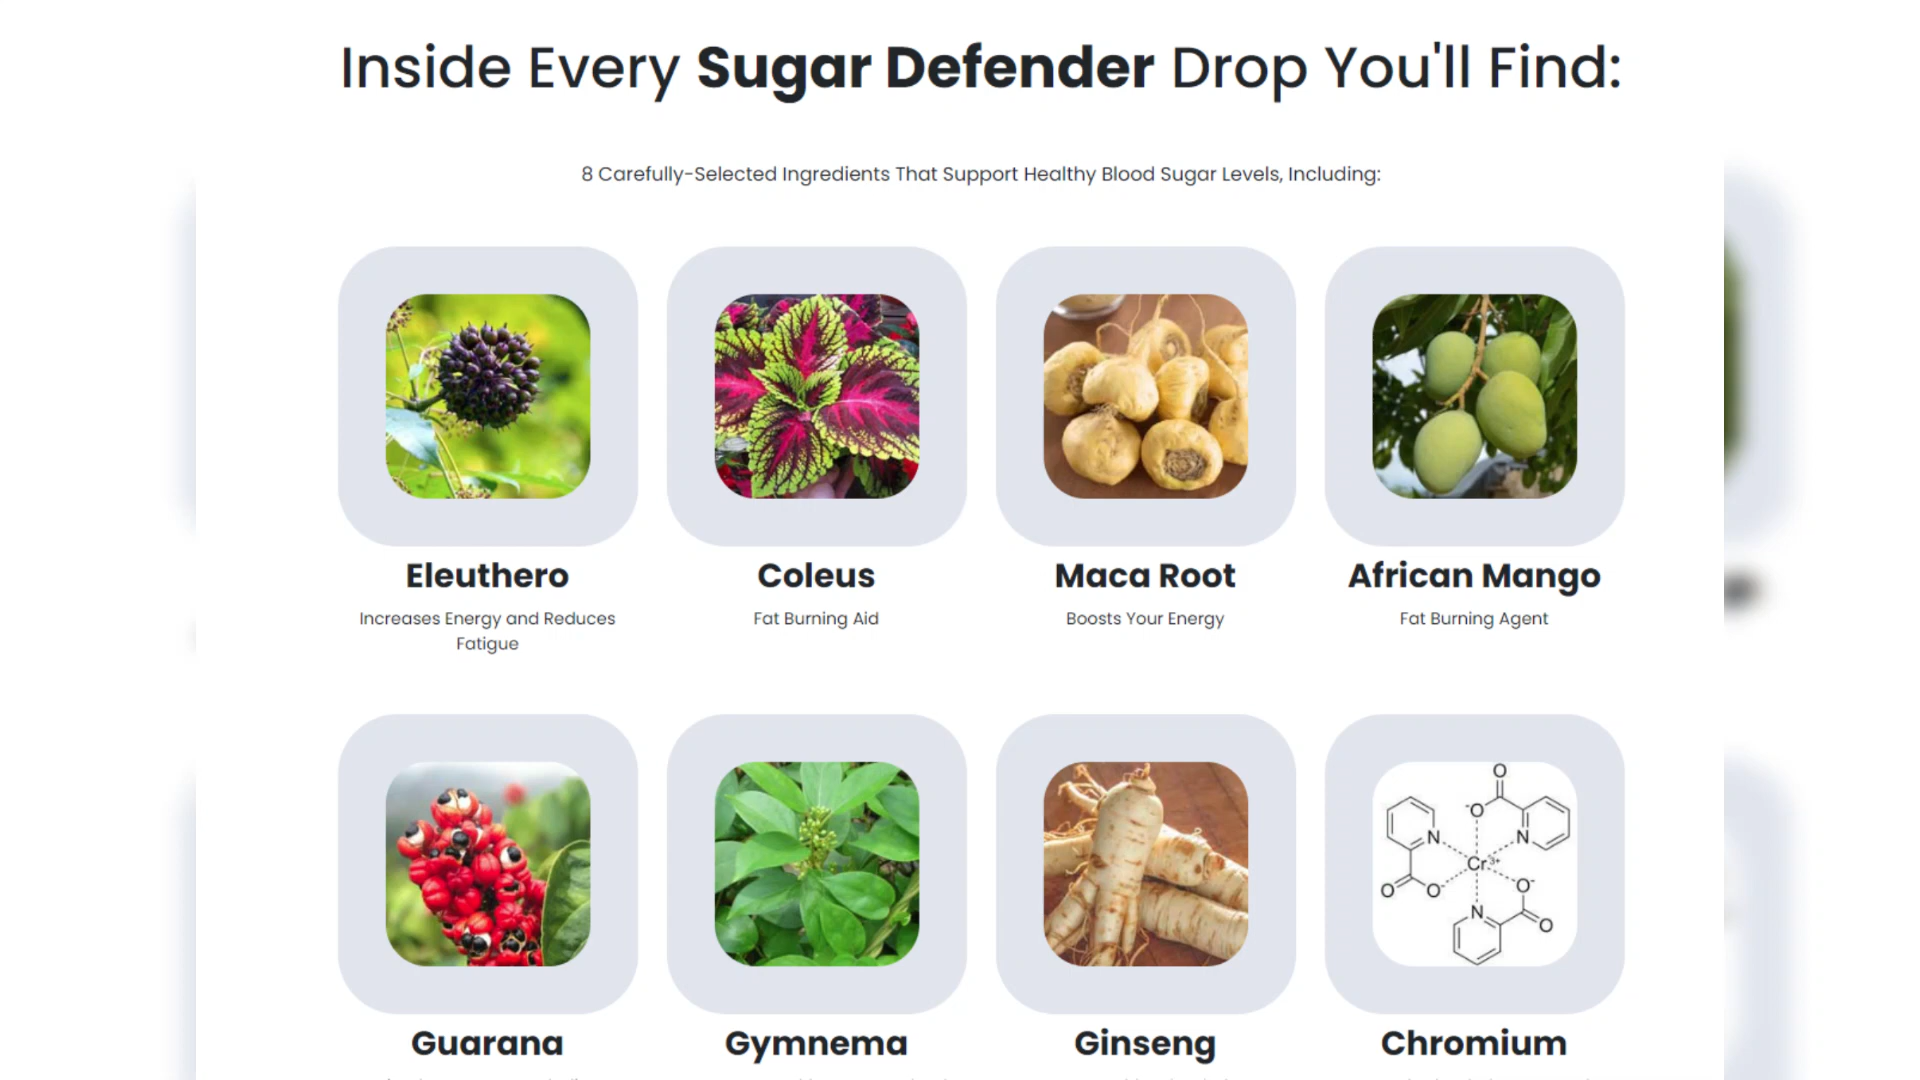 Inside Every Sugar Defender Drop You'll Find:
8 Carefully-Selected Ingredients That Support Healthy Blood Sugar Levels, Including:
Eleuthero
Increases Energy and Reduces
Fatigue
Coleus
Fat Burning Aid
Maca Root
Boosts Your Energy
African Mango
Fat Burning Agent
O
-O
N
N
Cr3+
O
O-
O-
N
O
Guarana
Gymnema
Ginseng
Chromium